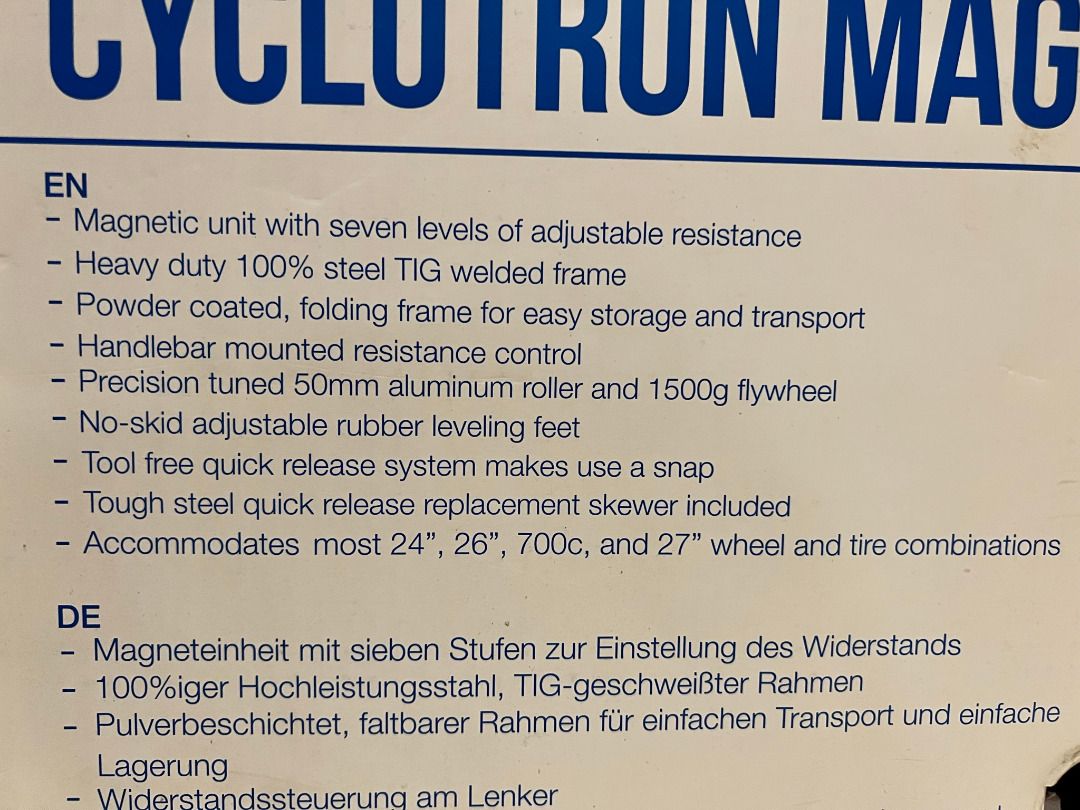 CYCLOTRON MAG
EN
- Magnetic unit with seven levels of adjustable resistance
- Heavy duty 100% steel TIG welded frame
- Powder coated, folding frame for easy storage and transport
- Handlebar mounted resistance control
- Precision tuned 50mm aluminum roller and 1500g flywheel
- No-skid adjustable rubber leveling feet
- Tool free quick release system makes use a snap
- Tough steel quick release replacement skewer included
- Accommodates most 24”, 26”, 700c, and 27” wheel and tire combinations
DE
- Magneteinheit mit sieben Stufen zur Einstellung des Widerstands
- 100%iger Hochleistungsstahl, TIG-geschweißter Rahmen
- Pulverbeschichtet, faltbarer Rahmen für einfachen Transport und einfache
Lagerung
- Widerstandssteuerung am Lenker